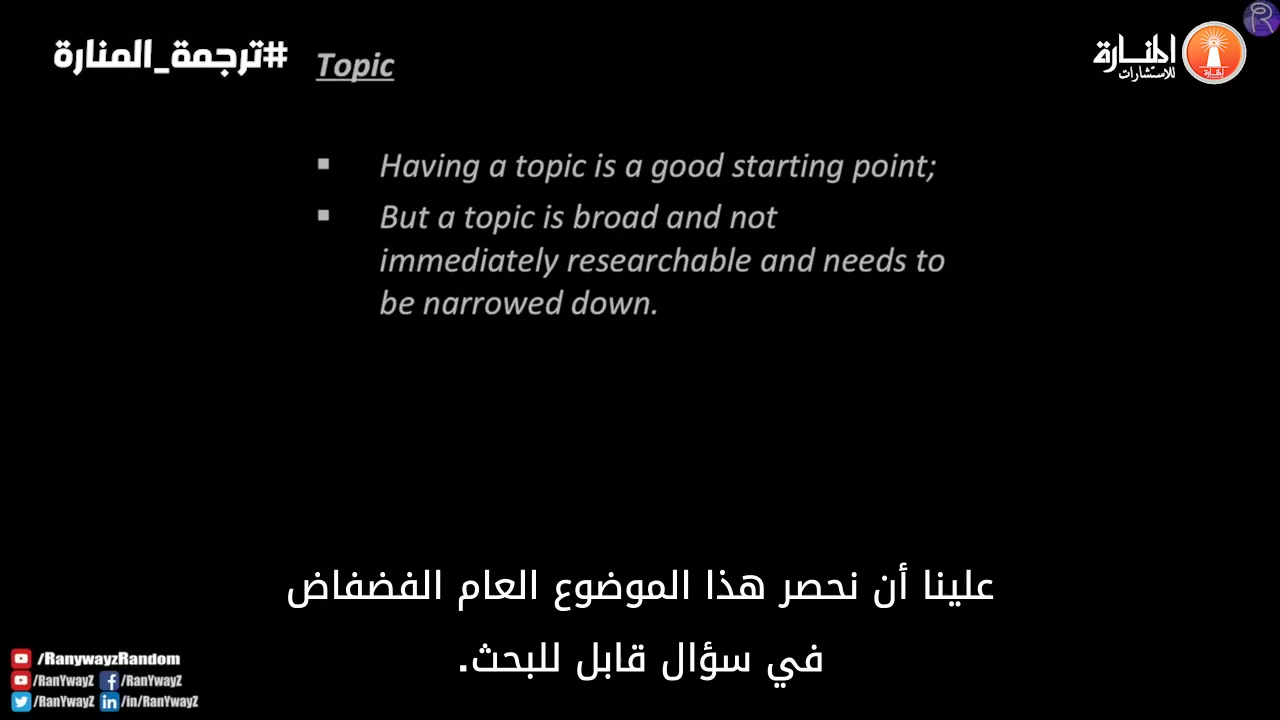 #ترجمة_المنارة
المنارة
للاستشارات
Topic
▪ Having a topic is a good starting point;
▪ But a topic is broad and not
immediately researchable and needs to
be narrowed down.
علينا أن نحصر هذا الموضوع العام الفضفاض
في سؤال قابل للبحث.
/RanywayzRandom
/RanYwayZ /RanYwayZ
/RanYwayZ /in/RanYwayZ